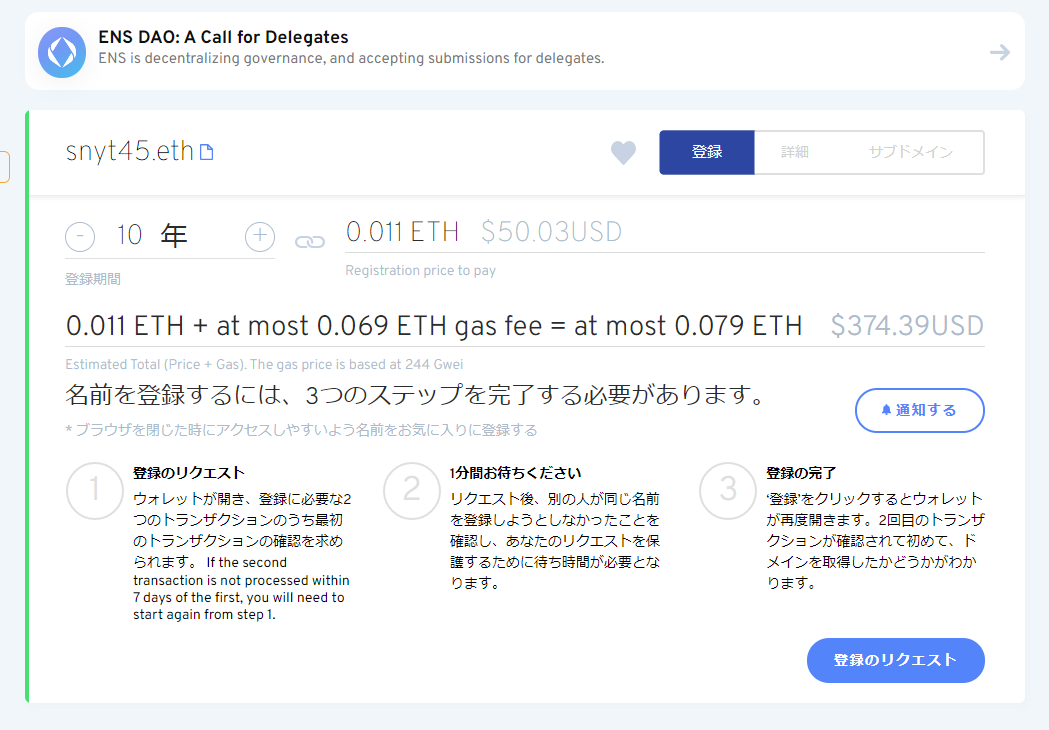 ENS DAO: A Call for Delegates
ENS is decentralizing governance, and accepting submissions for delegates.
snyt45.eth
登録
詳細
サブドメイン
- 10 年 +
登録期間
0.011 ETH $50.03USD
Registration price to pay
0.011 ETH + at most 0.069 ETH gas fee = at most 0.079 ETH $374.39USD
Estimated Total (Price + Gas). The gas price is based at 244 Gwei
名前を登録するには、3つのステップを完了する必要があります。
* ブラウザを閉じた時にアクセスしやすいよう名前をお気に入りに登録する
通知する
1
登録のリクエスト
ウォレットが開き、登録に必要な2
つのトランザクションのうち最初
のトランザクションの確認を求め
られます。 If the second
transaction is not processed within
7 days of the first, you will need to
start again from step 1.
2
1分間お待ちください
リクエスト後、別の人が同じ名前
を登録しようとしなかったことを
確認し、あなたのリクエストを保
護するために待ち時間が必要とな
ります。
3
登録の完了
‘登録’をクリックするとウォレット
が再度開きます。2回目のトランザ
クションが確認されて初めて、ド
メインを取得したかどうかがわか
ります。
登録のリクエスト